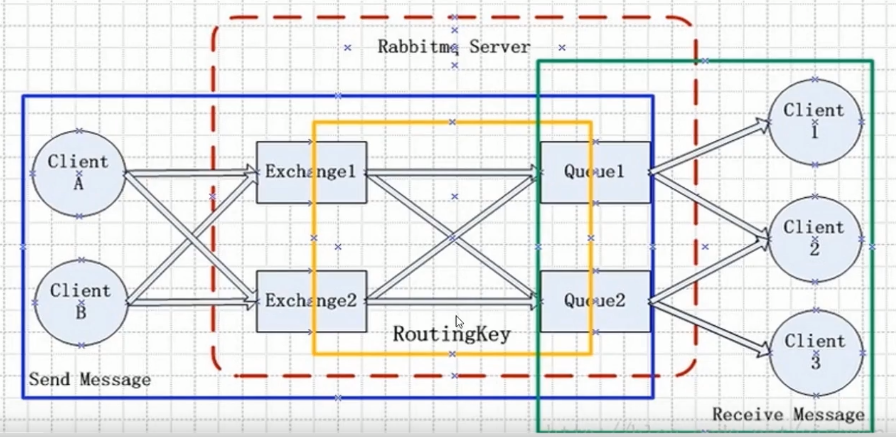 Rabbitmq Server
Client
A
Client
B
Exchange1
Exchange2
RoutingKey
Queue1
Queue2
Client
1
Client
2
Client
3
Send Message
Receive Message